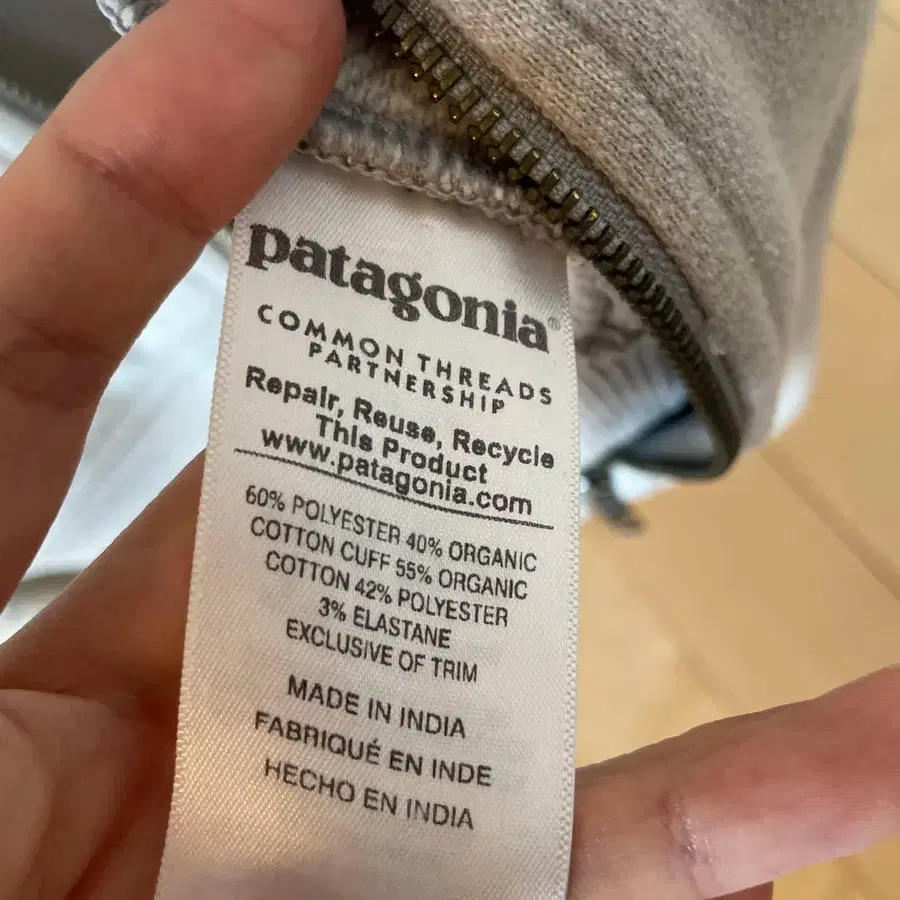 patagonia®
COMMON THREADS
PARTNERSHIP
Repair, Reuse, Recycle
This Product
www.patagonia.com
60% POLYESTER 40% ORGANIC
COTTON CUFF 55% ORGANIC
COTTON 42% POLYESTER
3% ELASTANE
EXCLUSIVE OF TRIM
MADE IN INDIA
FABRIQUÉ EN INDE
HECHO EN INDIA